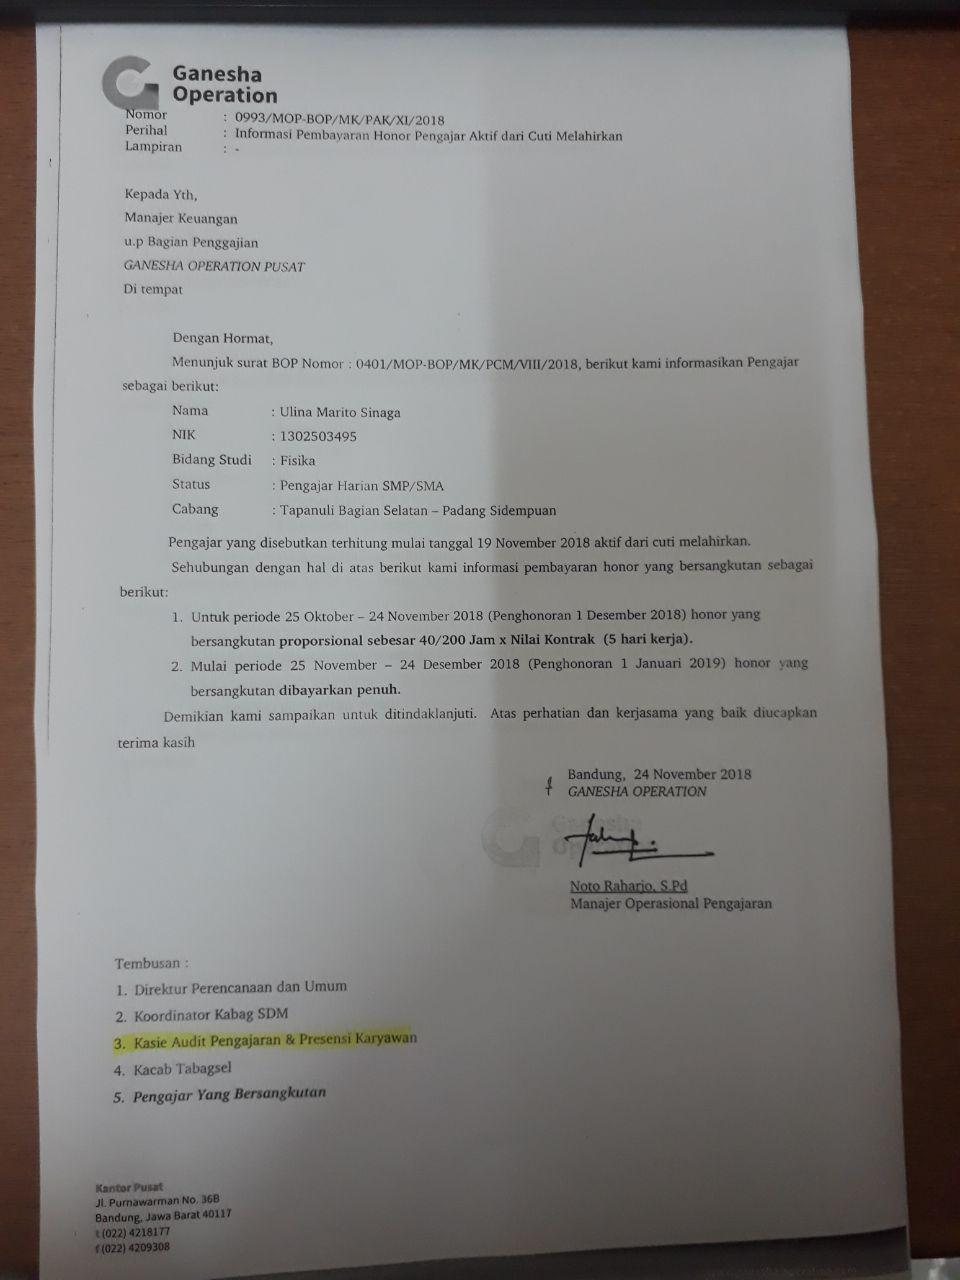 Ganesha
Operation
Nomor : 0993/MOP-BOP/MK/PAK/XI/2018
Perihal : Informasi Pembayaran Honor Pengajar Aktif dari Cuti Melahirkan
Lampiran : -
Kepada Yth,
Manajer Keuangan
u.p Bagian Penggajian
GANESHA OPERATION PUSAT
Di tempat
Dengan Hormat,
Menunjuk surat BOP Nomor : 0401/MOP-BOP/MK/PCM/VIII/2018, berikut kami informasikan Pengajar
sebagai berikut:
Nama : Ulina Marito Sinaga
NIK : 1302503495
Bidang Studi : Fisika
Status : Pengajar Harian SMP/SMA
Cabang : Tapanuli Bagian Selatan – Padang Sidempuan
Pengajar yang disebutkan terhitung mulai tanggal 19 November 2018 aktif dari cuti melahirkan.
Sehubungan dengan hal di atas berikut kami informasi pembayaran honor yang bersangkutan sebagai
berikut:
1. Untuk periode 25 Oktober – 24 November 2018 (Penghonoran 1 Desember 2018) honor yang
bersangkutan proporsional sebesar 40/200 Jam x Nilai Kontrak (5 hari kerja).
2. Mulai periode 25 November – 24 Desember 2018 (Penghonoran 1 Januari 2019) honor yang
bersangkutan dibayarkan penuh.
Demikian kami sampaikan untuk ditindaklanjuti. Atas perhatian dan kerjasama yang baik diucapkan
terima kasih
Bandung, 24 November 2018
GANESHA OPERATION
Noto Raharjo, S.Pd
Manajer Operasional Pengajaran
Tembusan :
1. Direktur Perencanaan dan Umum
2. Koordinator Kabag SDM
3. Kasie Audit Pengajaran & Presensi Karyawan
4. Kacab Tabagsel
5. Pengajar Yang Bersangkutan
Kantor Pusat
Jl. Purnawarman No. 36B
Bandung, Jawa Barat 40117
t (022) 4218177
f (022) 4209308